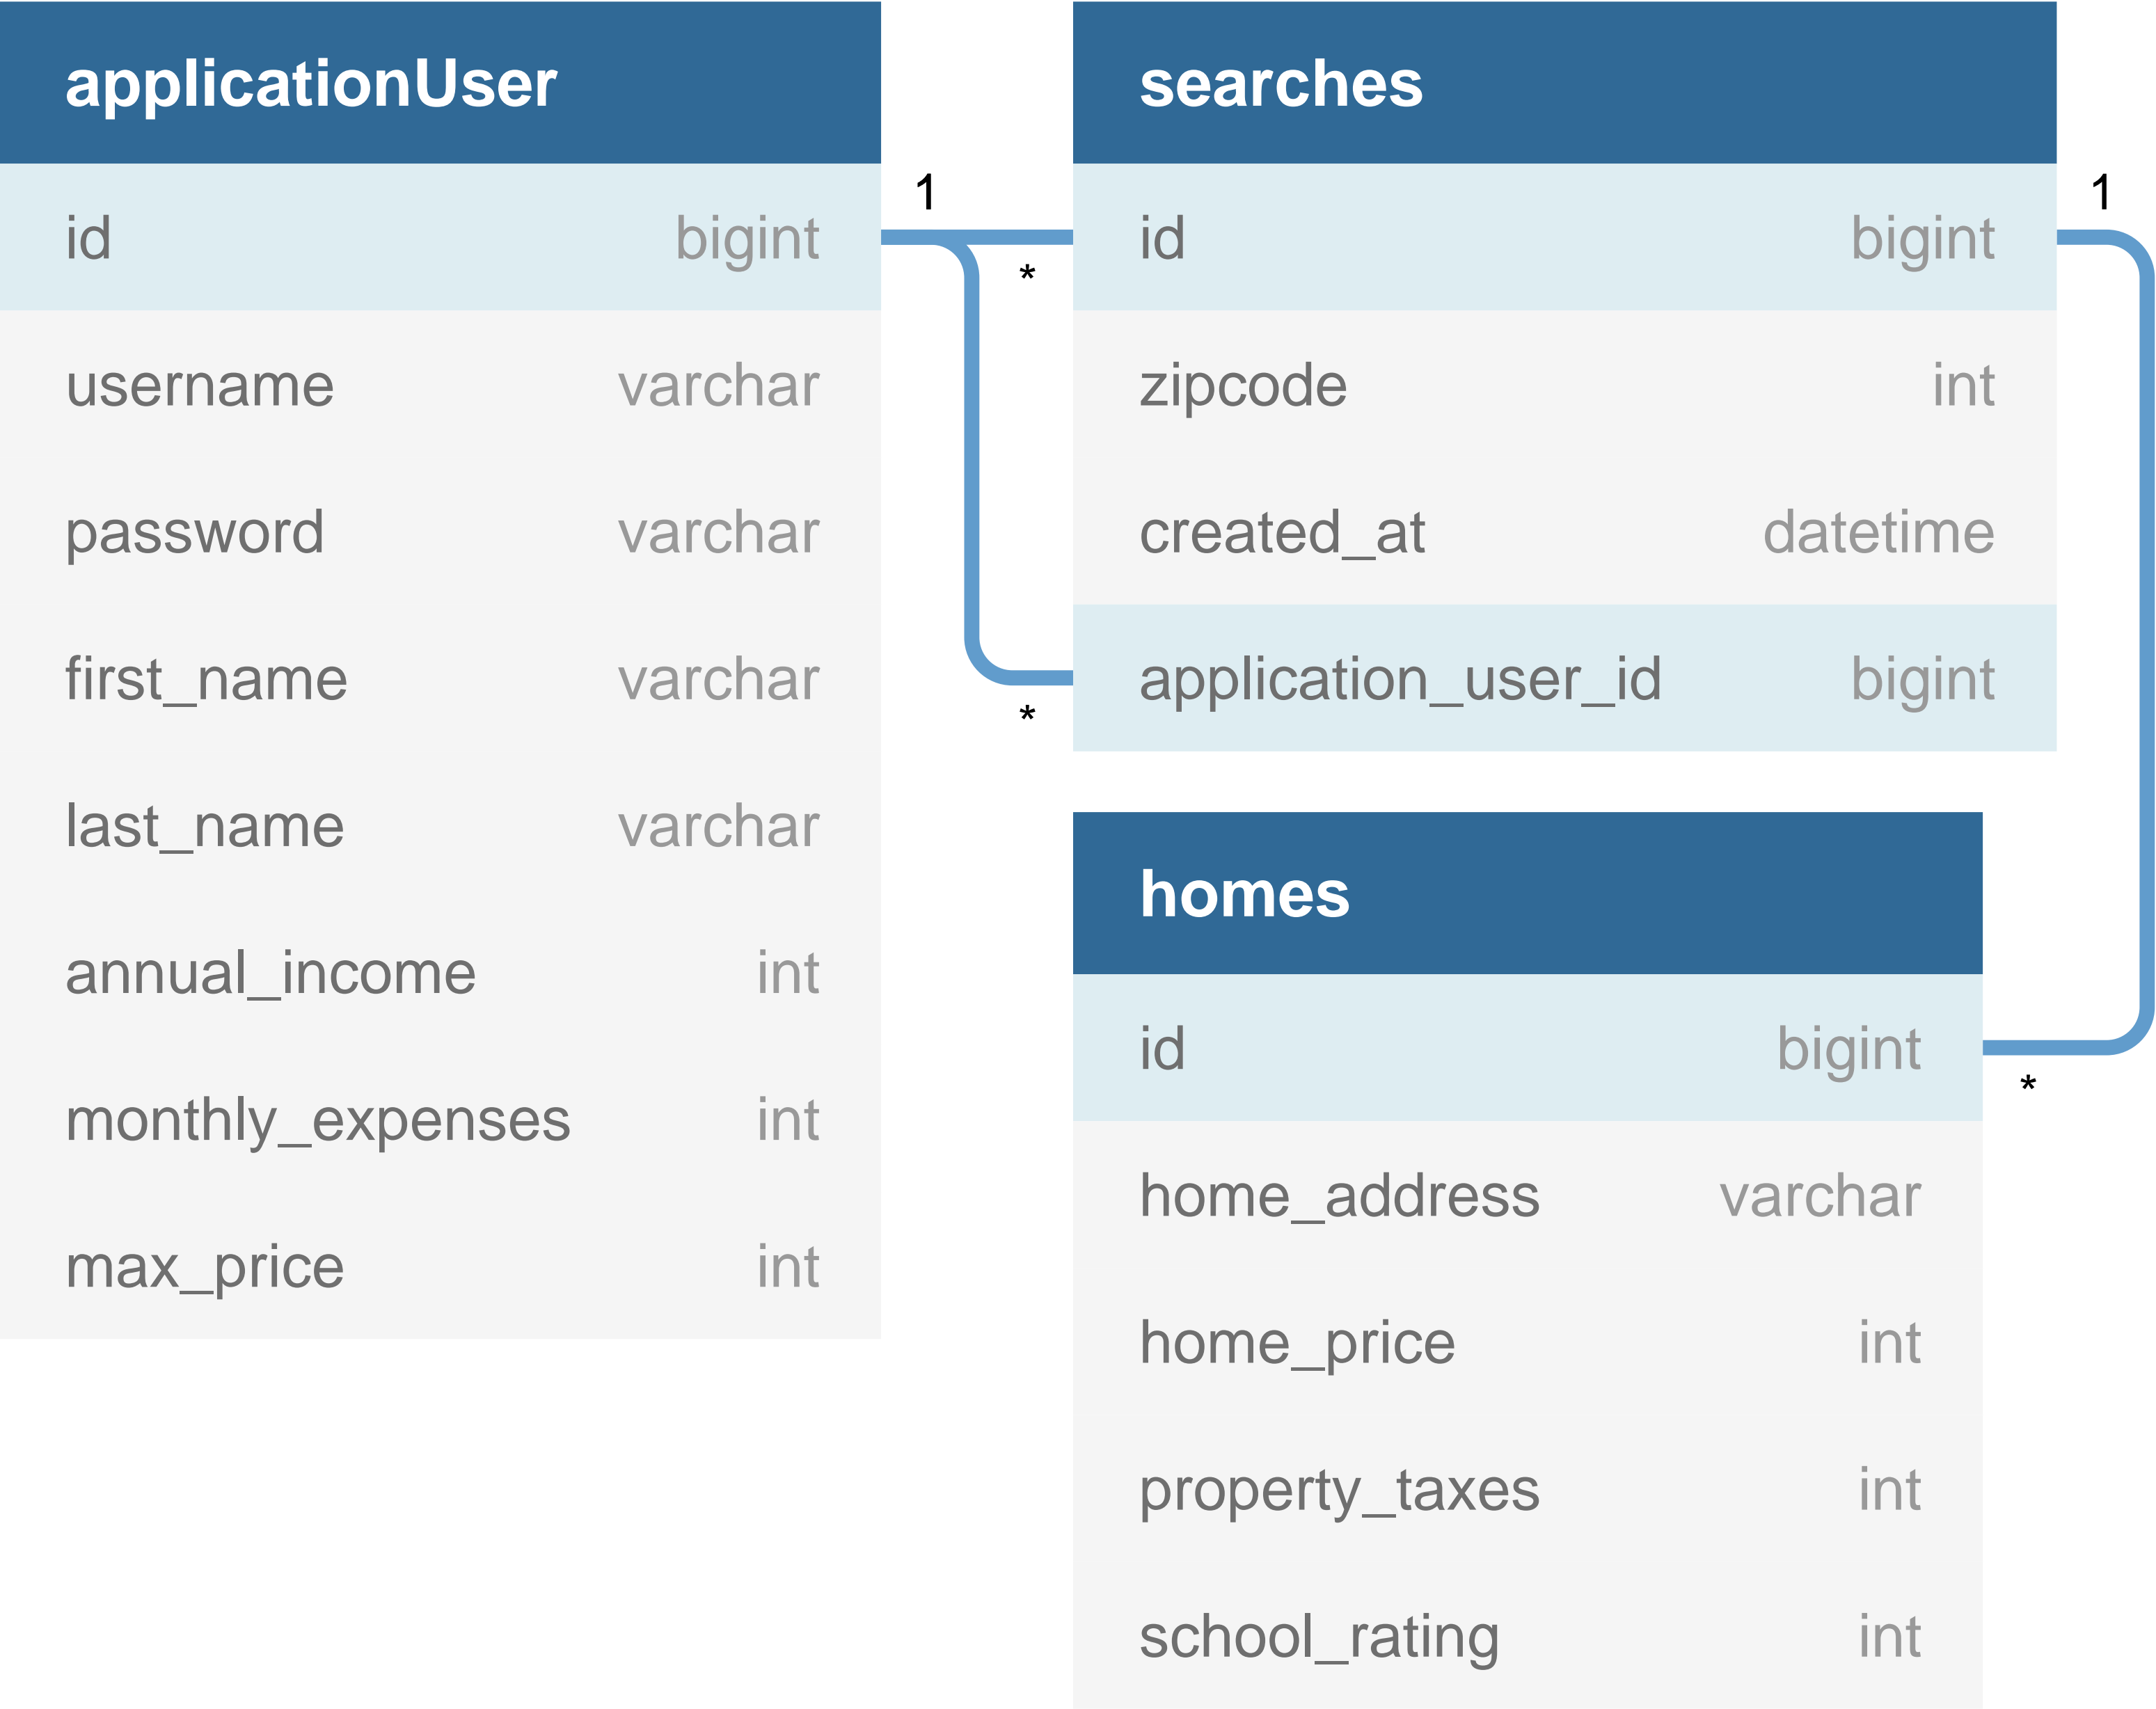 applicationUser
id bigint
username varchar
password varchar
first_name varchar
last_name varchar
annual_income int
monthly_expenses int
max_price int
1
*
*
searches
id bigint
zipcode int
created_at datetime
application_user_id bigint
1
*
homes
id bigint
home_address varchar
home_price int
property_taxes int
school_rating int